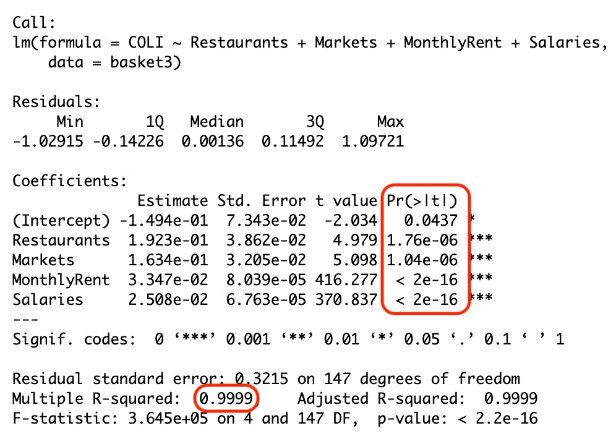 Call:
lm(formula = COLI ~ Restaurants + Markets + MonthlyRent + Salaries,
    data = basket3)
Residuals:
     Min       1Q   Median       3Q      Max
-1.02915 -0.14226  0.00136  0.11492  1.09721
Coefficients:
              Estimate Std. Error t value Pr(>|t|)
(Intercept) -1.494e-01  7.343e-02  -2.034   0.0437 *
Restaurants  1.923e-01  3.862e-02   4.979 1.76e-06 ***
Markets      1.634e-01  3.205e-02   5.098 1.04e-06 ***
MonthlyRent  3.347e-02  8.039e-05 416.277  < 2e-16 ***
Salaries     2.508e-02  6.763e-05 370.837  < 2e-16 ***
---
Signif. codes:  0 ‘***’ 0.001 ‘**’ 0.01 ‘*’ 0.05 ‘.’ 0.1 ‘ ’ 1
Residual standard error: 0.3215 on 147 degrees of freedom
Multiple R-squared:  0.9999	Adjusted R-squared:  0.9999
F-statistic: 3.645e+05 on 4 and 147 DF,  p-value: < 2.2e-16